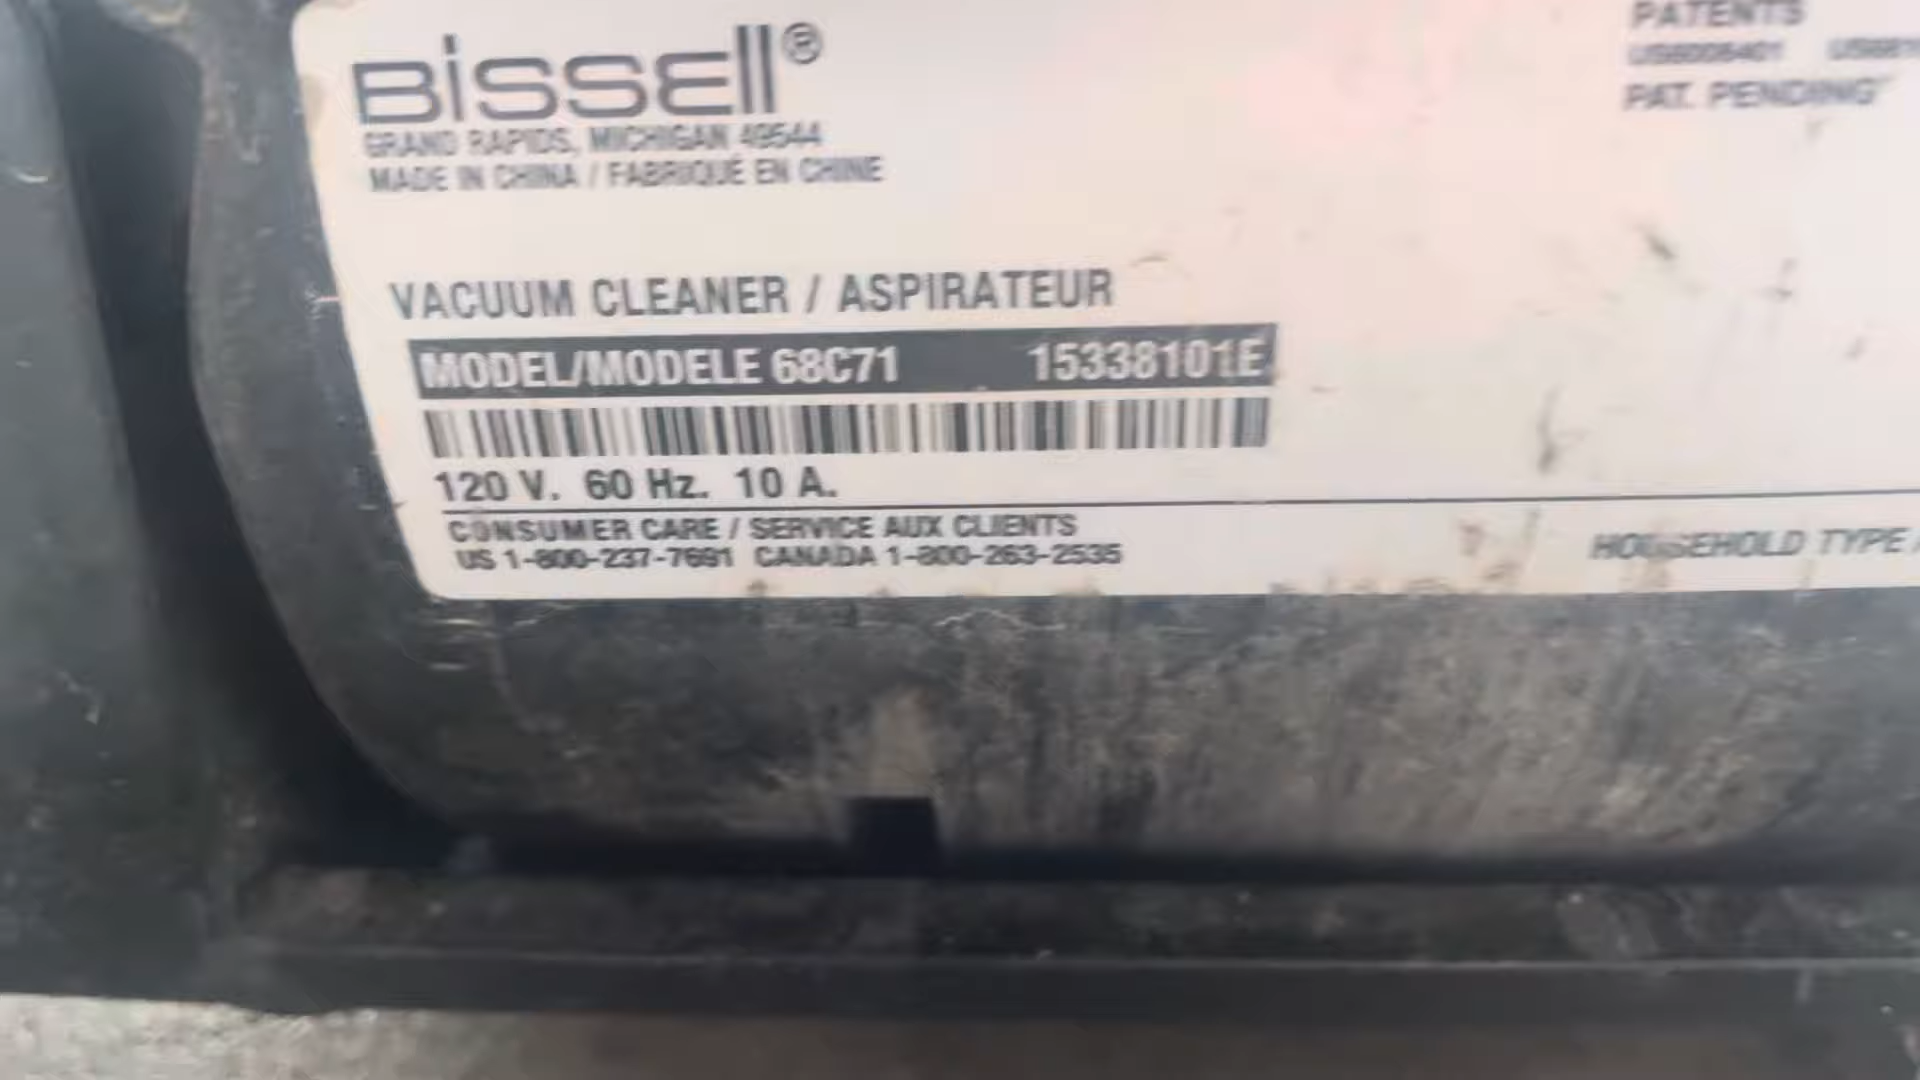 Bissell®
GRAND RAPIDS, MICHIGAN 49544
MADE IN CHINA / FABRIQUÉ EN CHINE
VACUUM CLEANER / ASPIRATEUR
MODEL/MODELE 68C71 15338101E
120 V. 60 Hz. 10 A.
CONSUMER CARE / SERVICE AUX CLIENTS
US 1-800-237-7691 CANADA 1-800-263-2535
PATENTS
PAT. PENDING
HOUSEHOLD TYPE